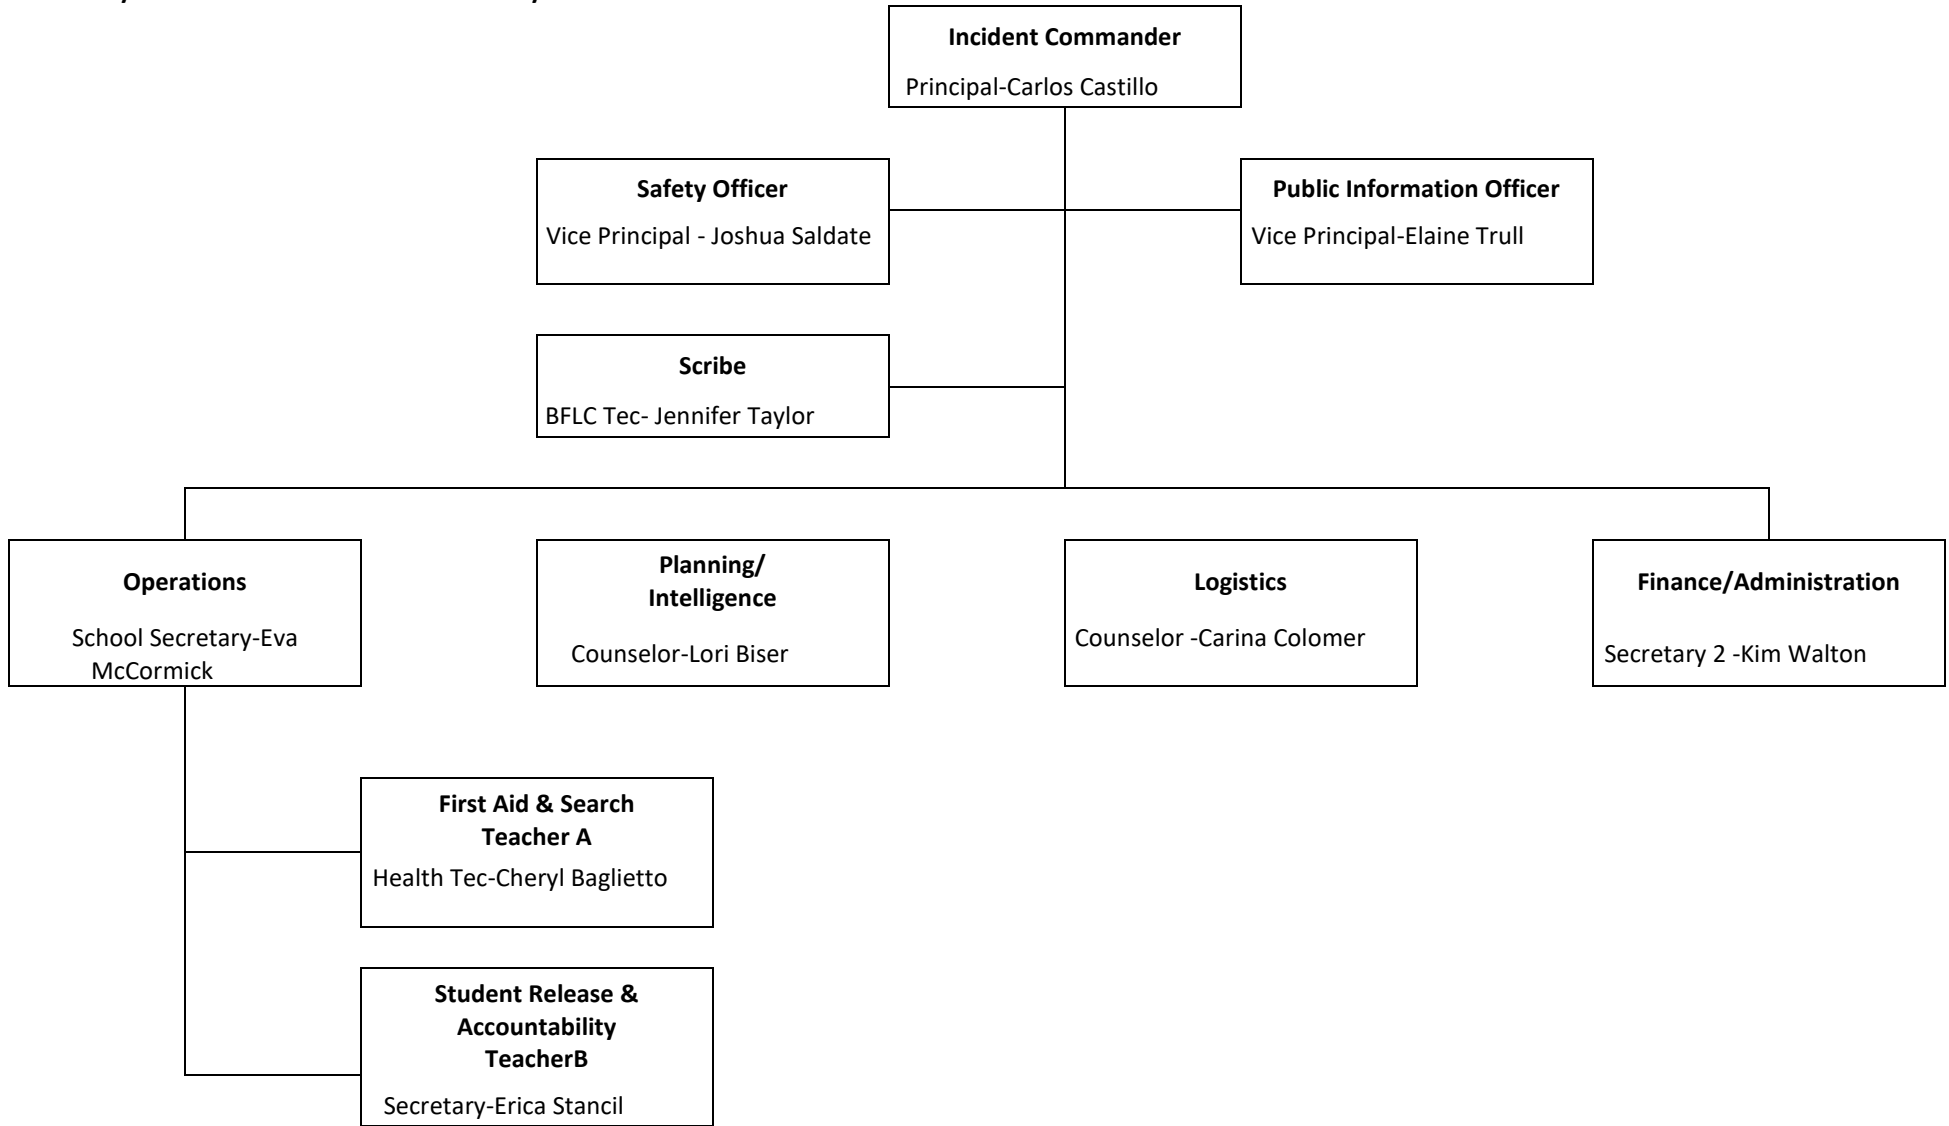 Incident Commander
Principal-Carlos Castillo
Safety Officer
Vice Principal - Joshua Saldate
Public Information Officer
Vice Principal-Elaine Trull
Scribe
BFLC Tec- Jennifer Taylor
Operations
School Secretary-Eva
McCormick
Planning/
Intelligence
Counselor-Lori Biser
Logistics
Counselor -Carina Colomer
Finance/Administration
Secretary 2 -Kim Walton
First Aid & Search
Teacher A
Health Tec-Cheryl Baglietto
Student Release &
Accountability
TeacherB
Secretary-Erica Stancil